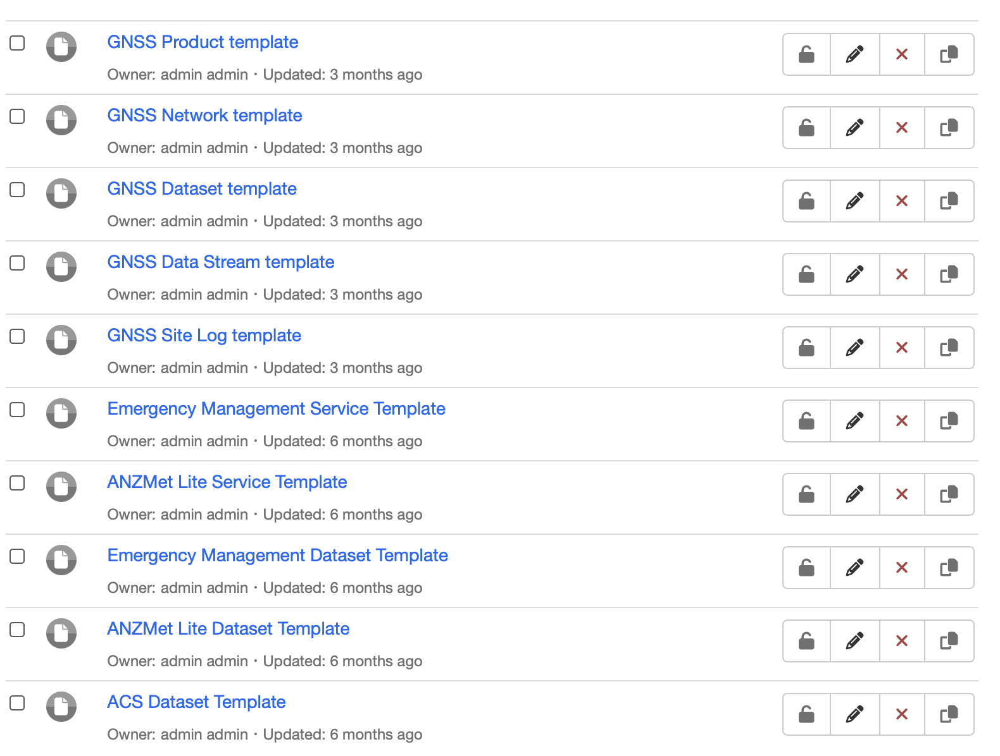 GNSS Product template
Owner: admin admin · Updated: 3 months ago
GNSS Network template
Owner: admin admin · Updated: 3 months ago
GNSS Dataset template
Owner: admin admin · Updated: 3 months ago
GNSS Data Stream template
Owner: admin admin · Updated: 3 months ago
GNSS Site Log template
Owner: admin admin · Updated: 3 months ago
Emergency Management Service Template
Owner: admin admin · Updated: 6 months ago
ANZMet Lite Service Template
Owner: admin admin · Updated: 6 months ago
Emergency Management Dataset Template
Owner: admin admin · Updated: 6 months ago
ANZMet Lite Dataset Template
Owner: admin admin · Updated: 6 months ago
ACS Dataset Template
Owner: admin admin · Updated: 6 months ago